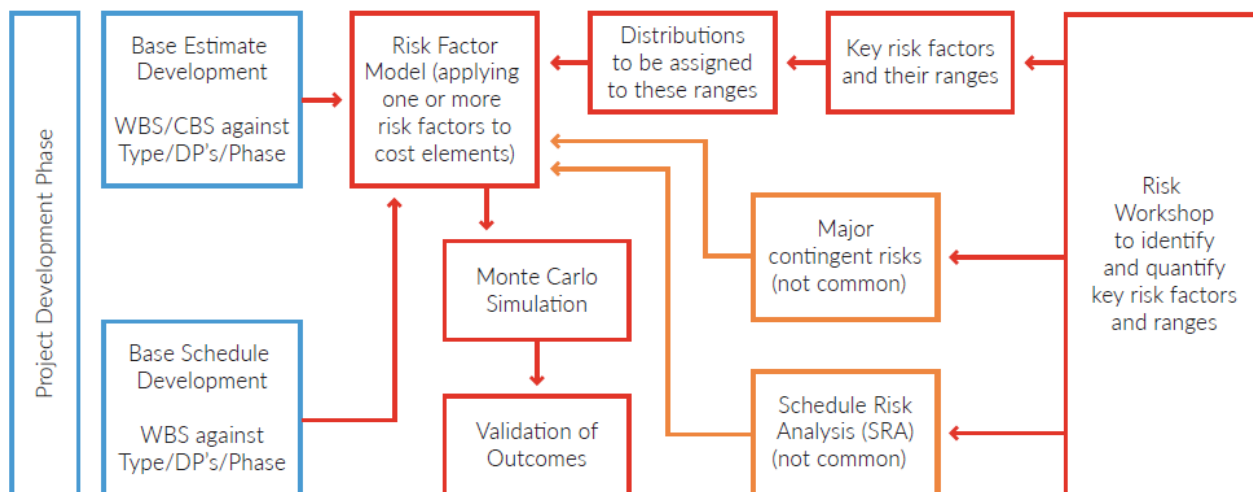 Project Development Phase
Base Estimate
Development
WBS/CBS against
Type/DP's/Phase
Risk Factor
Model (applying
one or more
risk factors to
cost elements)
Distributions
to be assigned
to these ranges
Key risk factors
and their ranges
Risk
Workshop
to identify
and quantify
key risk factors
and ranges
Major
contingent risks
(not common)
Monte Carlo
Simulation
Base Schedule
Development
WBS against
Type/DP's/Phase
Validation of
Outcomes
Schedule Risk
Analysis (SRA)
(not common)